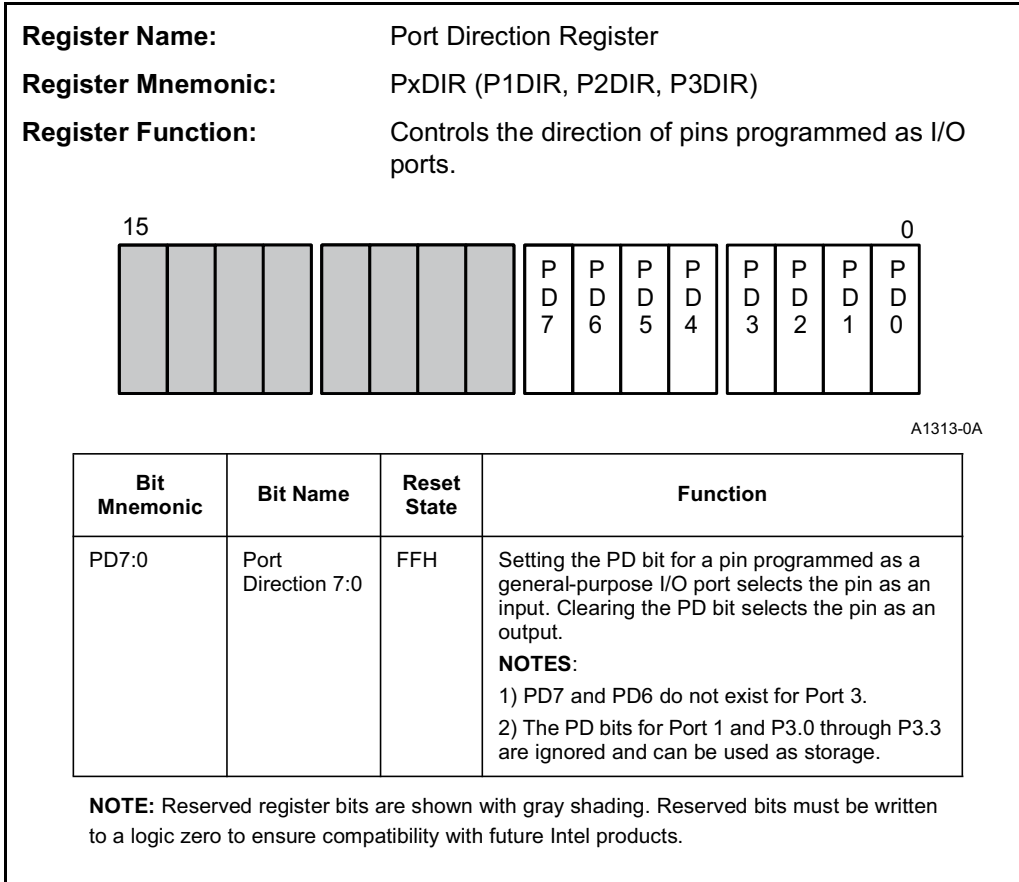 Register Name: Port Direction Register
Register Mnemonic: PxDIR (P1DIR, P2DIR, P3DIR)
Register Function: Controls the direction of pins programmed as I/O
ports.
15 0
P P P P P P P P
D D D D D D D D
7 6 5 4 3 2 1 0
A1313-0A
Bit Mnemonic Bit Name Reset State Function
PD7:0 Port FFH Setting the PD bit for a pin programmed as a
Direction 7:0 general-purpose I/O port selects the pin as an
input. Clearing the PD bit selects the pin as an
output.
NOTES:
1) PD7 and PD6 do not exist for Port 3.
2) The PD bits for Port 1 and P3.0 through P3.3
are ignored and can be used as storage.
NOTE: Reserved register bits are shown with gray shading. Reserved bits must be written
to a logic zero to ensure compatibility with future Intel products.